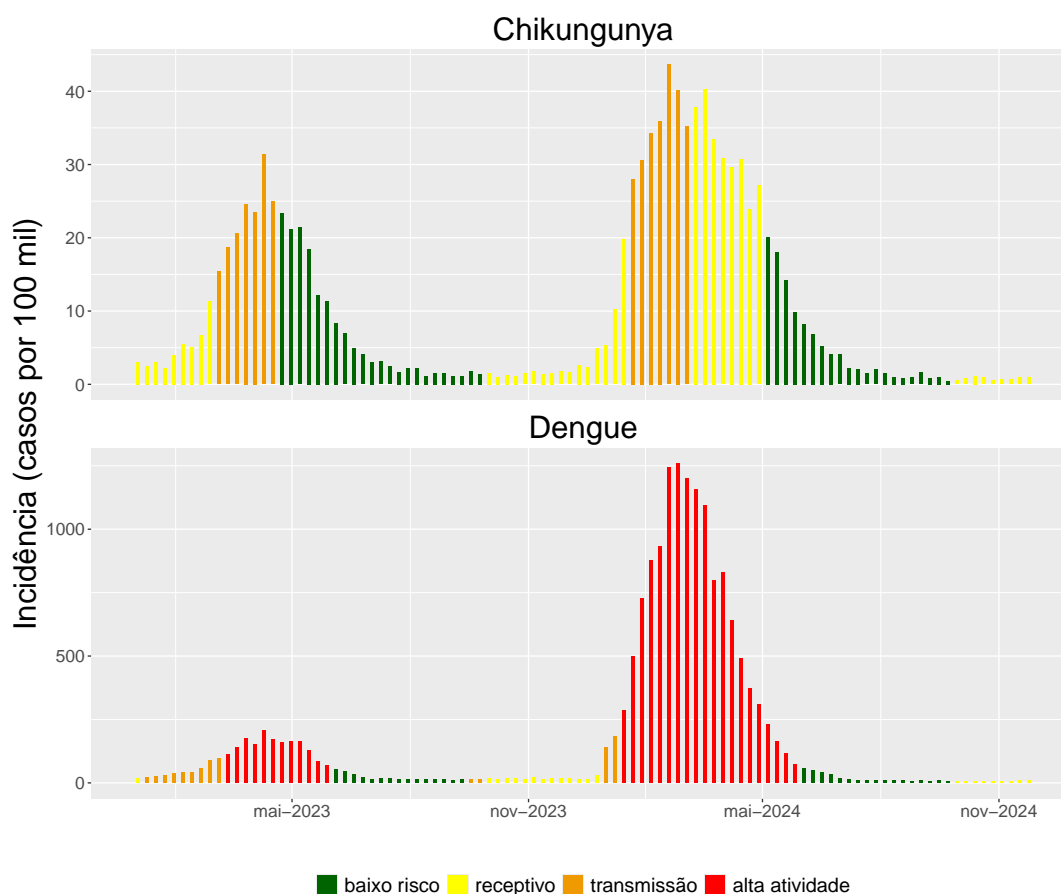 Chikungunya
40
30
20
10
0
Dengue
1000
500
0
Incidência (casos por 100 mil)
mai–2023
nov–2023
mai–2024
nov–2024
baixo risco receptivo transmissão alta atividade